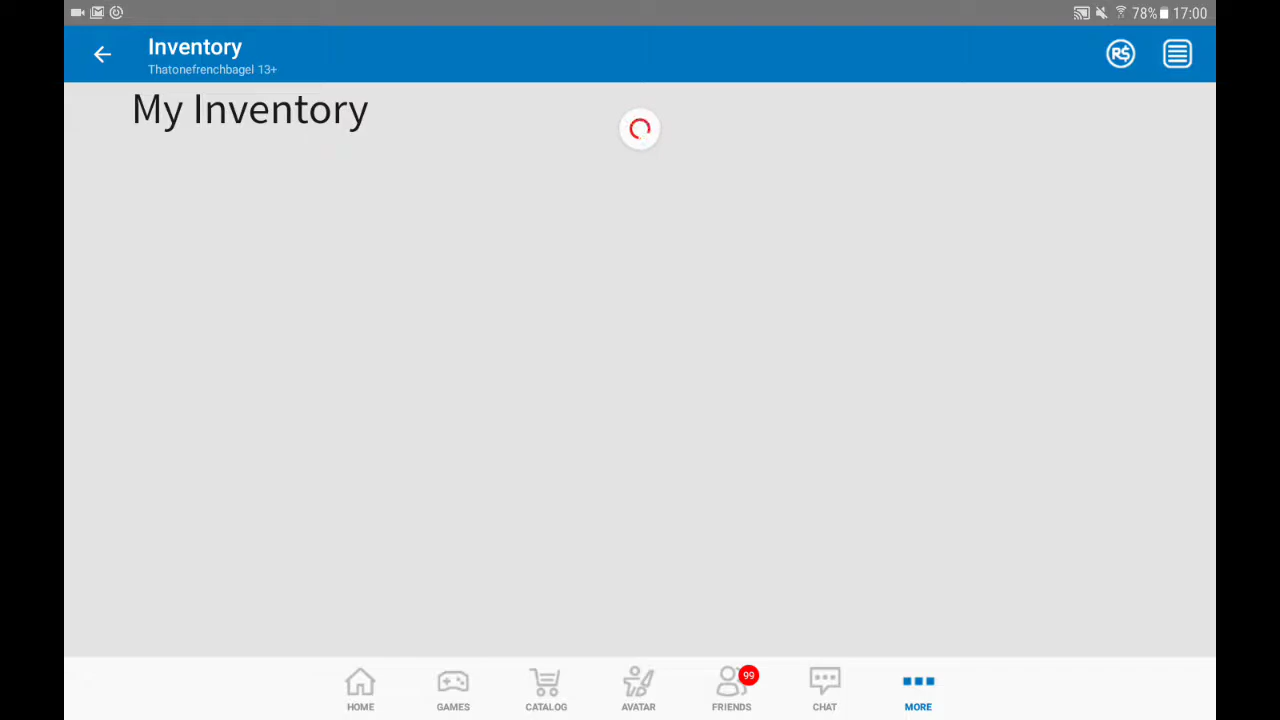 78% 17:00
Inventory
Thatonefrenchbagel 13+
R$
My Inventory
99
HOME GAMES CATALOG AVATAR FRIENDS CHAT MORE